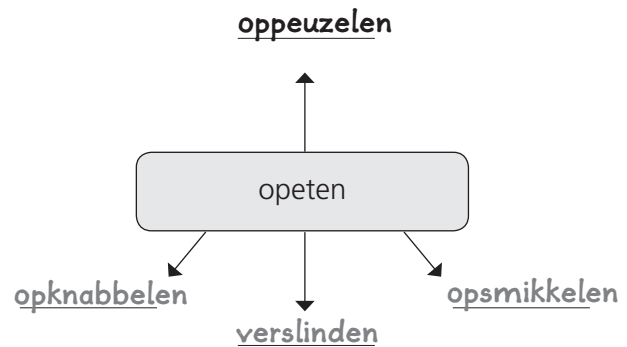 oppeuzelen
opeten
opknabbelen
opsmikkelen
verslinden